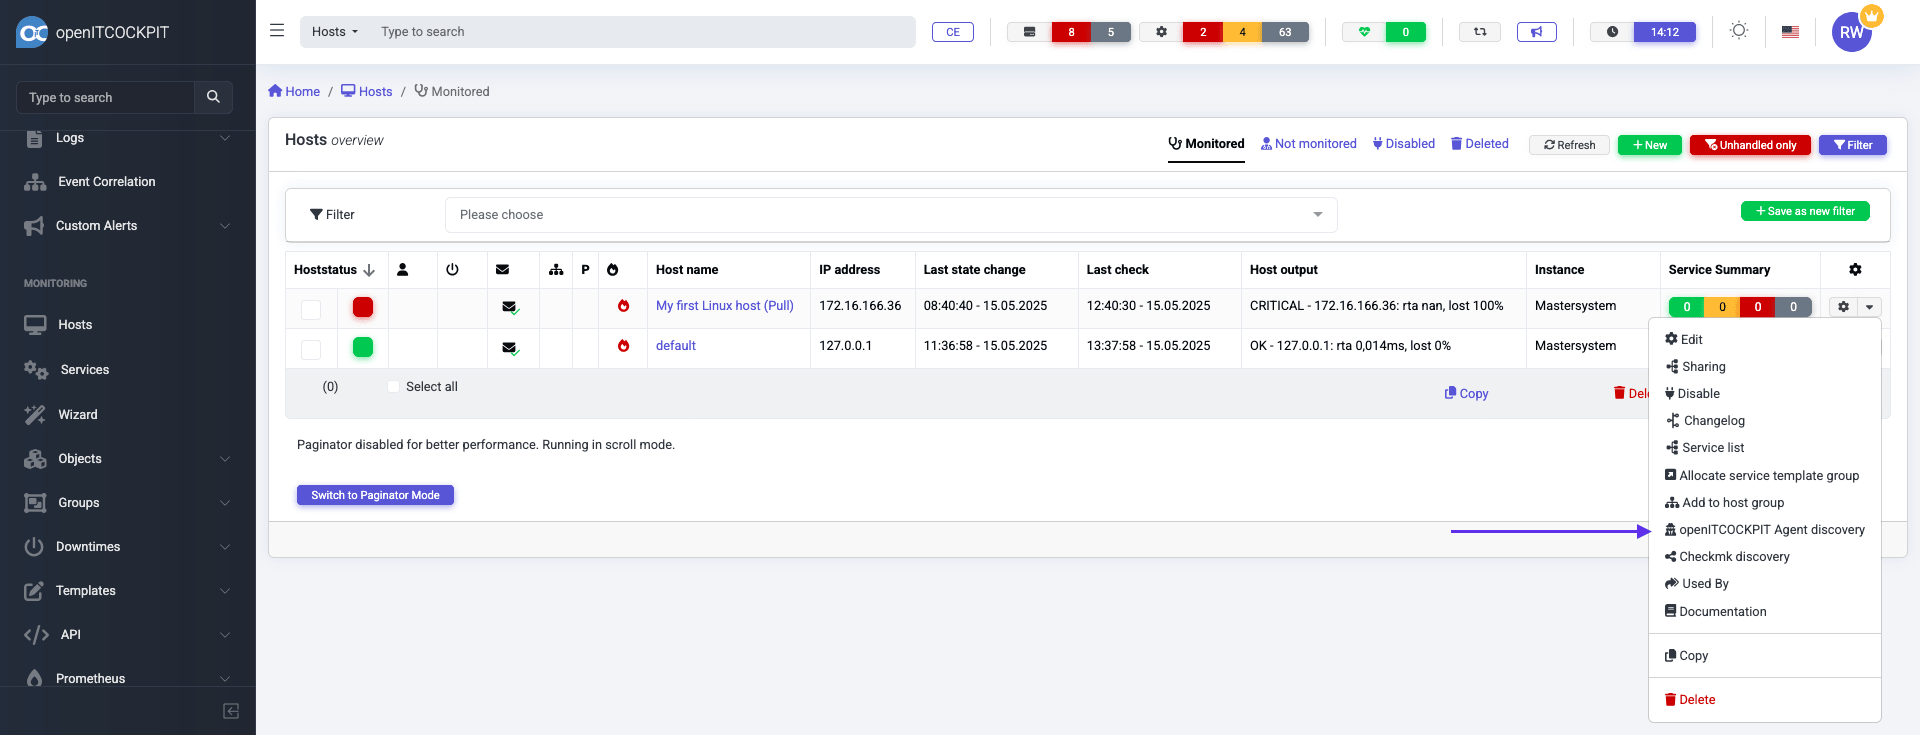 openITCOCKPIT
Hosts Type to search CE 8 5 2 4 63 0 14:12 RW
Type to search
Logs
Event Correlation
Custom Alerts
MONITORING
Hosts
Services
Wizard
Objects
Groups
Downtimes
Templates
API
Prometheus
Home / Hosts / Monitored
Hosts overview Monitored Not monitored Disabled Deleted Refresh New Unhandled only Filter
Filter Please choose Save as new filter
Hoststatus P Host name IP address Last state change Last check Host output Instance Service Summary
My first Linux host (Pull) 172.16.166.36 08:40:40 - 15.05.2025 12:40:30 - 15.05.2025 CRITICAL - 172.16.166.36: rta nan, lost 100% Mastersystem 0 0 0 0
default 127.0.0.1 11:36:58 - 15.05.2025 13:37:58 - 15.05.2025 OK - 127.0.0.1: rta 0,014ms, lost 0% Mastersystem
(0) Select all Copy Dele
Paginator disabled for better performance. Running in scroll mode.
Switch to Paginator Mode
Edit
Sharing
Disable
Changelog
Service list
Allocate service template group
Add to host group
openITCOCKPIT Agent discovery
Checkmk discovery
Used By
Documentation
Copy
Delete